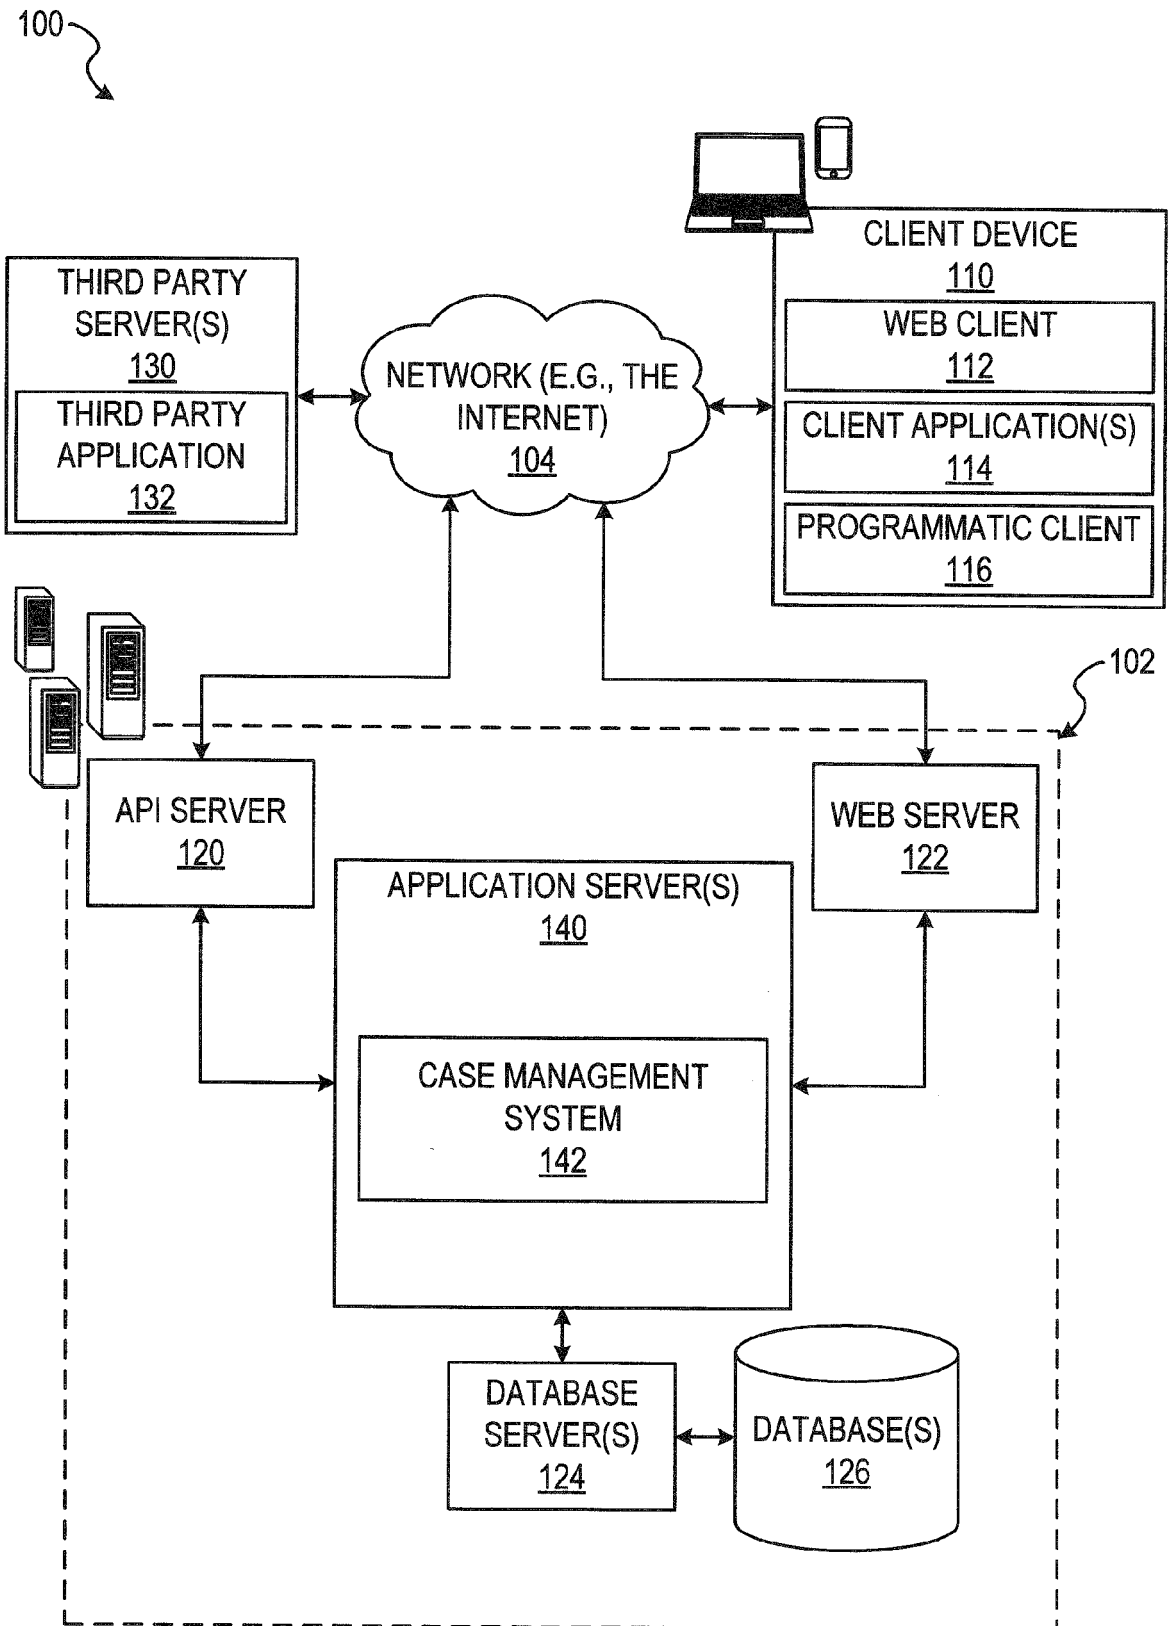 100
CLIENT DEVICE
110
WEB CLIENT
112
CLIENT APPLICATION(S)
114
PROGRAMMATIC CLIENT
116
THIRD PARTY
SERVER(S)
130
THIRD PARTY
APPLICATION
132
NETWORK (E.G., THE
INTERNET)
104
102
API SERVER
120
WEB SERVER
122
APPLICATION SERVER(S)
140
CASE MANAGEMENT
SYSTEM
142
DATABASE
SERVER(S)
124
DATABASE(S)
126